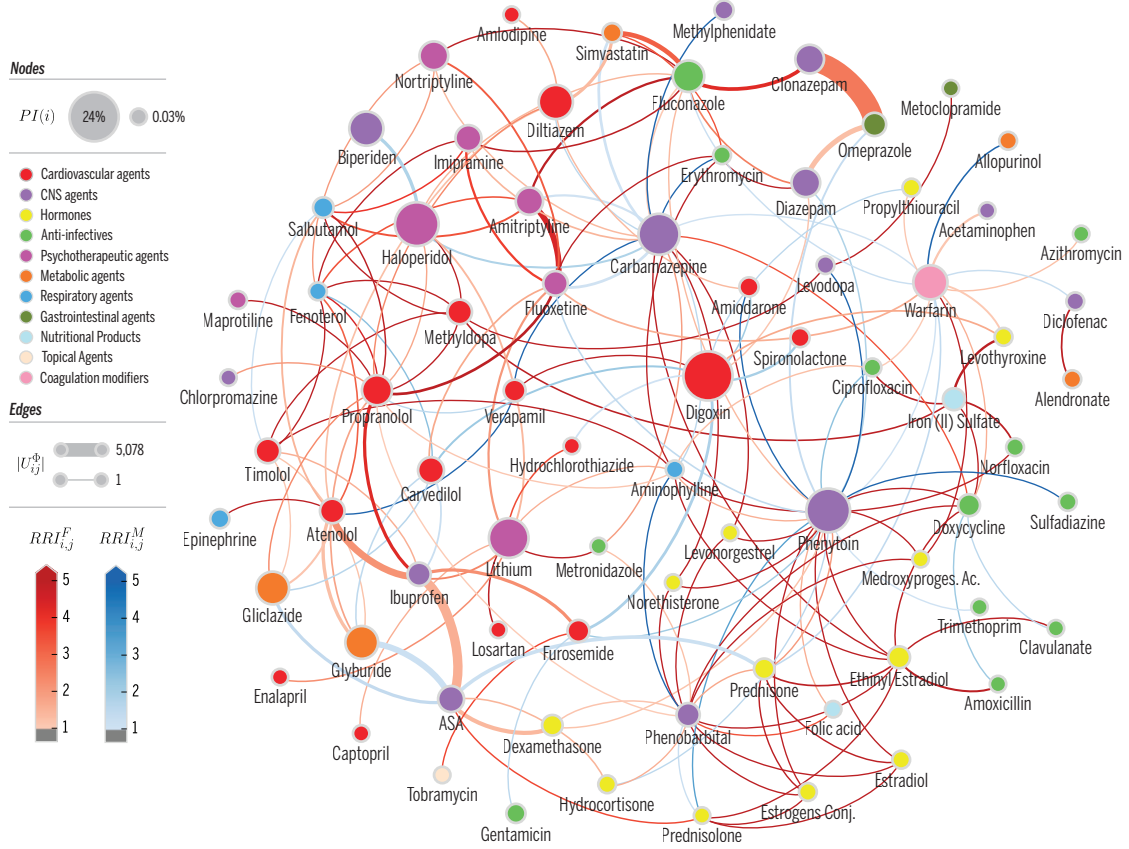 Nodes
PI(i)
24%
0.03%
Cardiovascular agents
CNS agents
Hormones
Anti-infectives
Psychotherapeutic agents
Metabolic agents
Respiratory agents
Gastrointestinal agents
Nutritional Products
Topical Agents
Coagulation modifiers
Edges
|U^Φ_ij|
5,078
1
RRI^F_i,j
RRI^M_i,j
5
4
3
2
1
5
4
3
2
1
Amlodipine
Simvastatin
Methylphenidate
Nortriptyline
Fluconazole
Clonazepam
Metoclopramide
Diltiazem
Omeprazole
Biperiden
Imipramine
Erythromycin
Allopurinol
Diazepam
Propylthiouracil
Salbutamol
Amitriptyline
Acetaminophen
Haloperidol
Carbamazepine
Azithromycin
Levodopa
Maprotiline
Fenoterol
Fluoxetine
Amiodarone
Warfarin
Diclofenac
Methyldopa
Spironolactone
Levothyroxine
Chlorpromazine
Propranolol
Verapamil
Digoxin
Ciprofloxacin
Iron (II) Sulfate
Alendronate
Timolol
Carvedilol
Hydrochlorothiazide
Aminophylline
Norfloxacin
Epinephrine
Atenolol
Lithium
Metronidazole
Levonorgestrel
Phenytoin
Doxycycline
Sulfadiazine
Gliclazide
Ibuprofen
Norethisterone
Medroxyproges. Ac.
Trimethoprim
Clavulanate
Glyburide
Losartan
Furosemide
Enalapril
Prednisone
Ethinyl Estradiol
Amoxicillin
ASA
Captopril
Dexamethasone
Phenobarbital
Folic acid
Tobramycin
Hydrocortisone
Estradiol
Gentamicin
Prednisolone
Estrogens Conj.